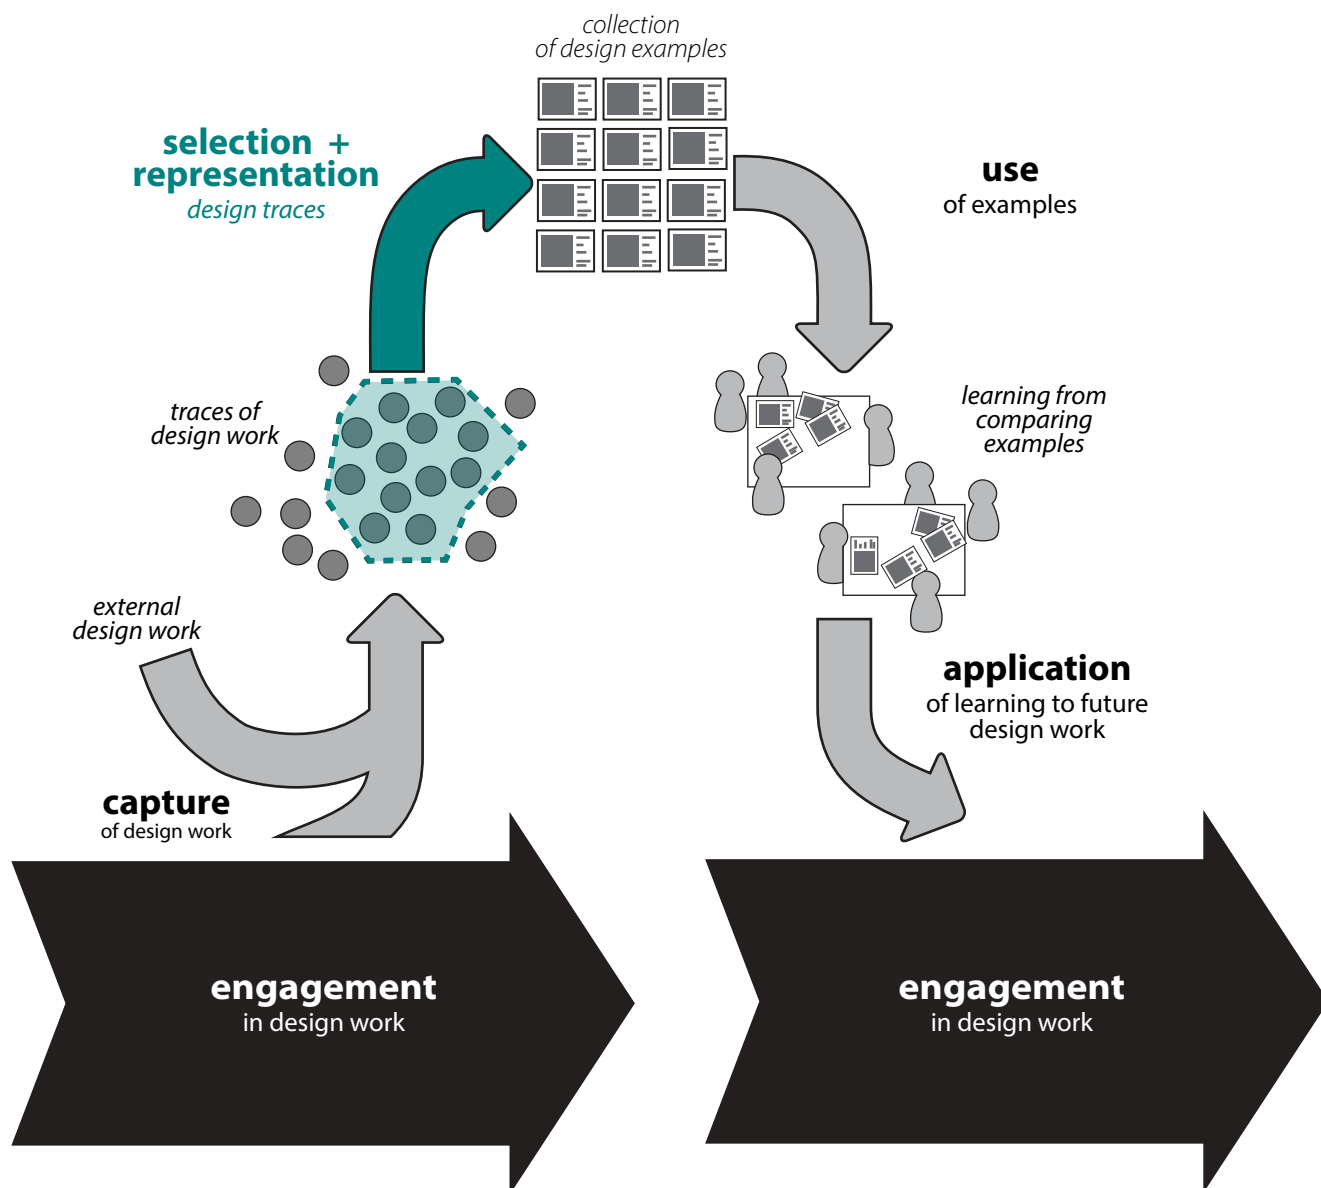 collection
of design examples
selection +
representation
design traces
use
of examples
traces of
design work
learning from
comparing
examples
external
design work
application
of learning to future
design work
capture
of design work
engagement
in design work
engagement
in design work